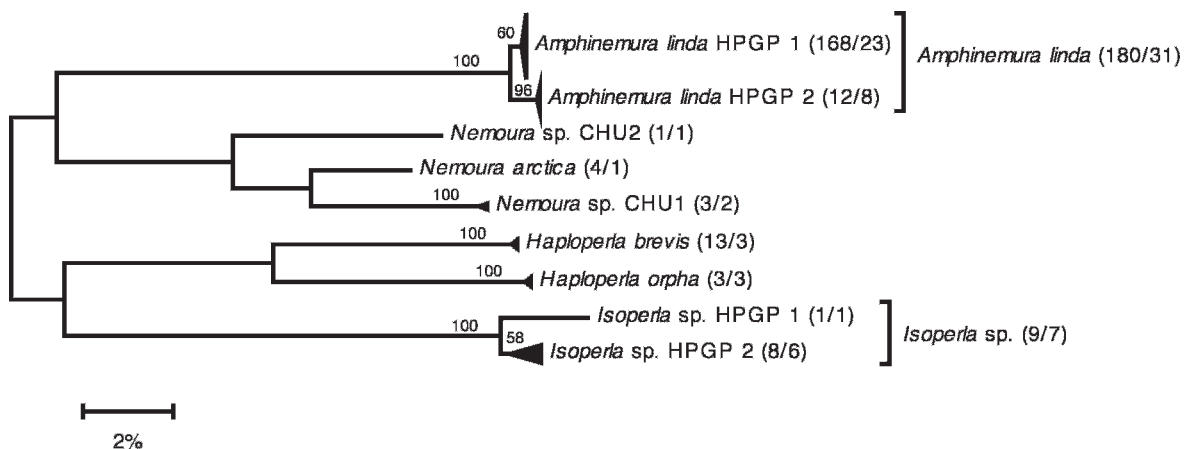 60
Amphinemura linda HPGP 1 (168/23)
Amphinemura linda (180/31)
100
96
Amphinemura linda HPGP 2 (12/8)
Nemoura sp. CHU2 (1/1)
Nemoura arctica (4/1)
100
Nemoura sp. CHU1 (3/2)
100
Haploperla brevis (13/3)
100
Haploperla orpha (3/3)
Isoperla sp. HPGP 1 (1/1)
100
Isoperla sp. (9/7)
58
Isoperla sp. HPGP 2 (8/6)
2%